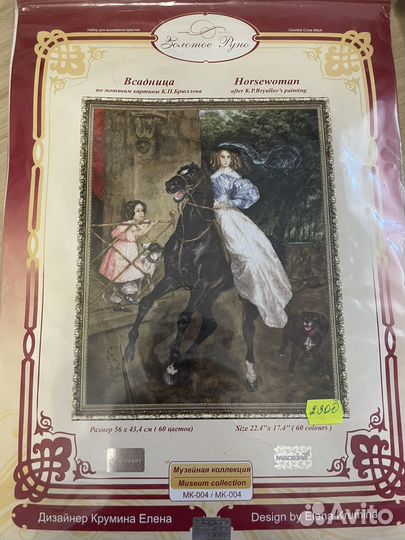 Набор для вышивания крестом
Counted Cross Stitch
Золотое Руно
Всадница
по мотивам картины К.П.Брюллова
Horsewoman
after K.P.Bryullov's painting
2300
Размер 56 x 43,4 см ( 60 цветов)
Size 22.4"x 17.4" ( 60 colours )
Музейная коллекция
Museum collection
МК-004 / MK-004
Дизайнер Крумина Елена
Design by Elena Krumina
Avito